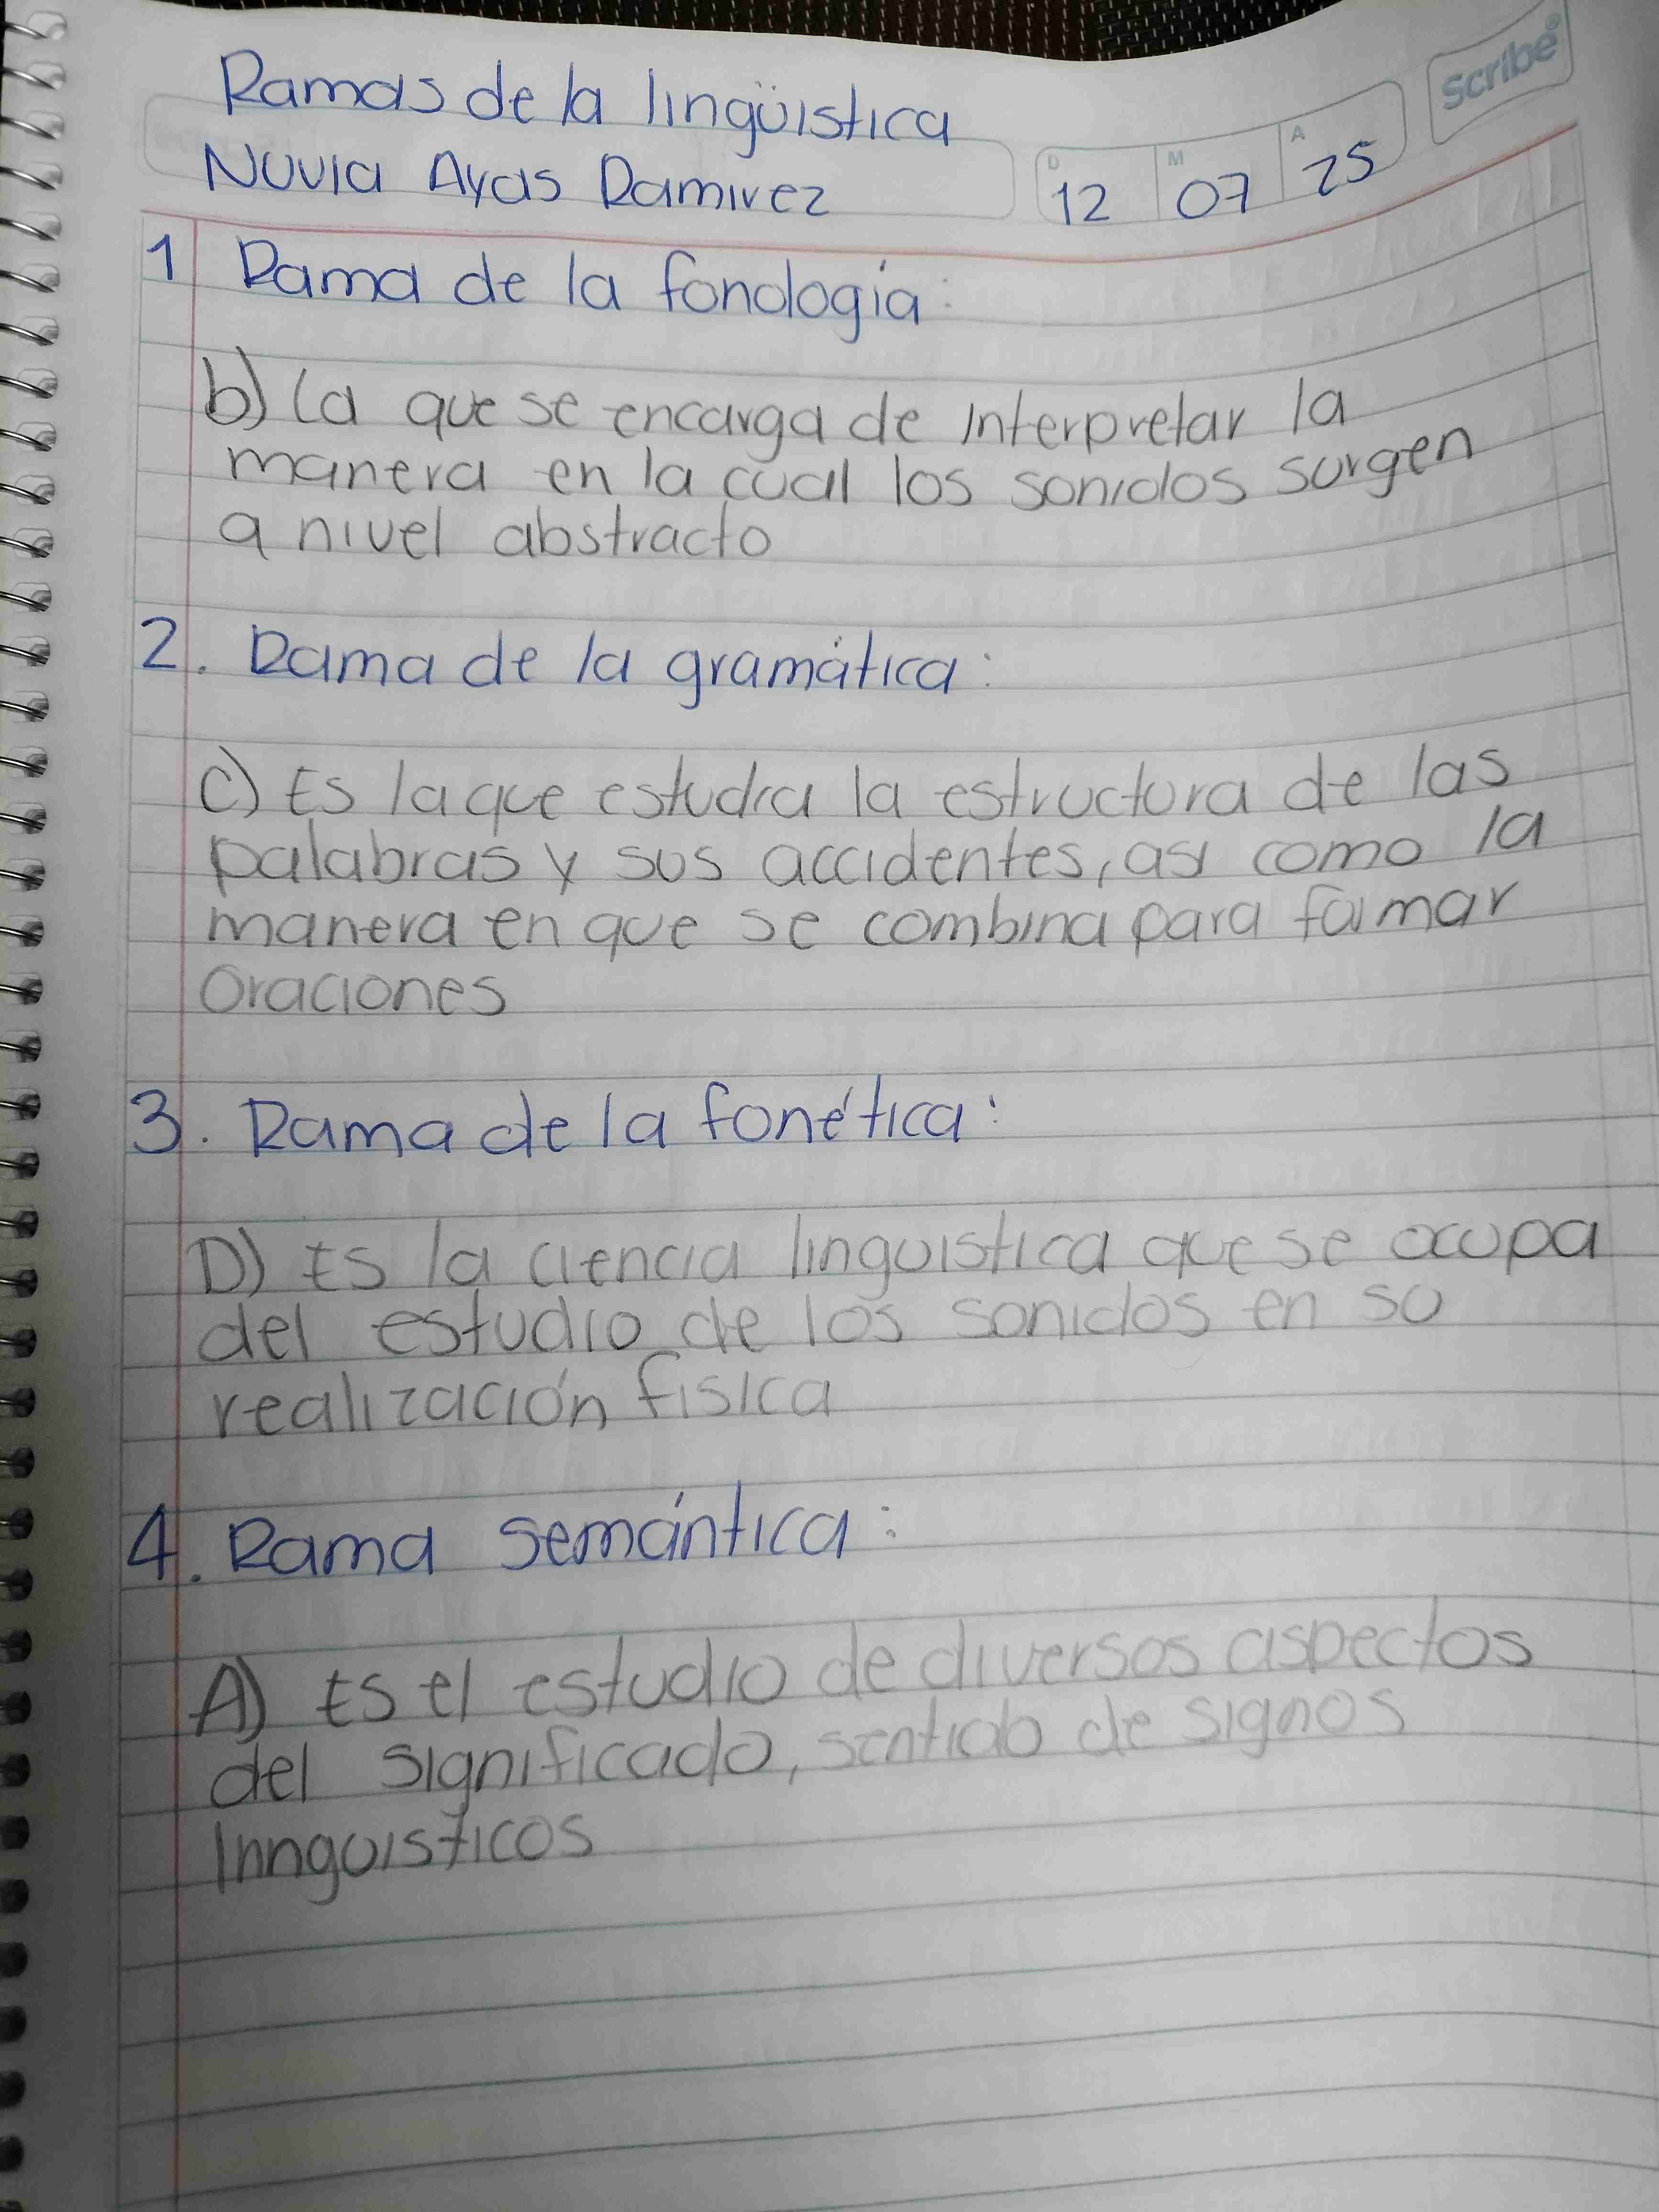 Ramas de la lingüistica
Nuvia Ayas Ramirez
Scribe®
D M A
12 07 25
1 Rama de la fonología:
b) La que se encarga de interpretar la
manera en la cual los sonidos surgen
a nivel abstracto
2. Rama de la gramática:
c) Es la que estudia la estructura de las
palabras y sus accidentes, asi como la
manera en que se combina para formar
oraciones
3. Rama de la fonética:
D) Es la ciencia linguistica que se ocupa
del estudio de los sonidos en su
realización fisica
4. Rama semántica:
A) Es el estudio de diversos aspectos
del significado, sentido de signos
linnguisticos